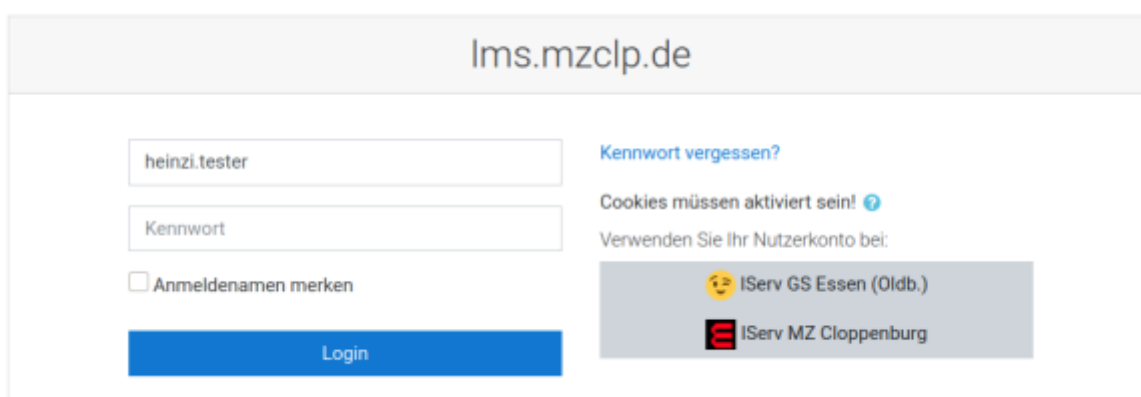 lms.mzclp.de
heinzi.tester
Kennwort
Anmeldenamen merken
Login
Kennwort vergessen?
Cookies müssen aktiviert sein!
Verwenden Sie Ihr Nutzerkonto bei:
IServ GS Essen (Oldb.)
IServ MZ Cloppenburg